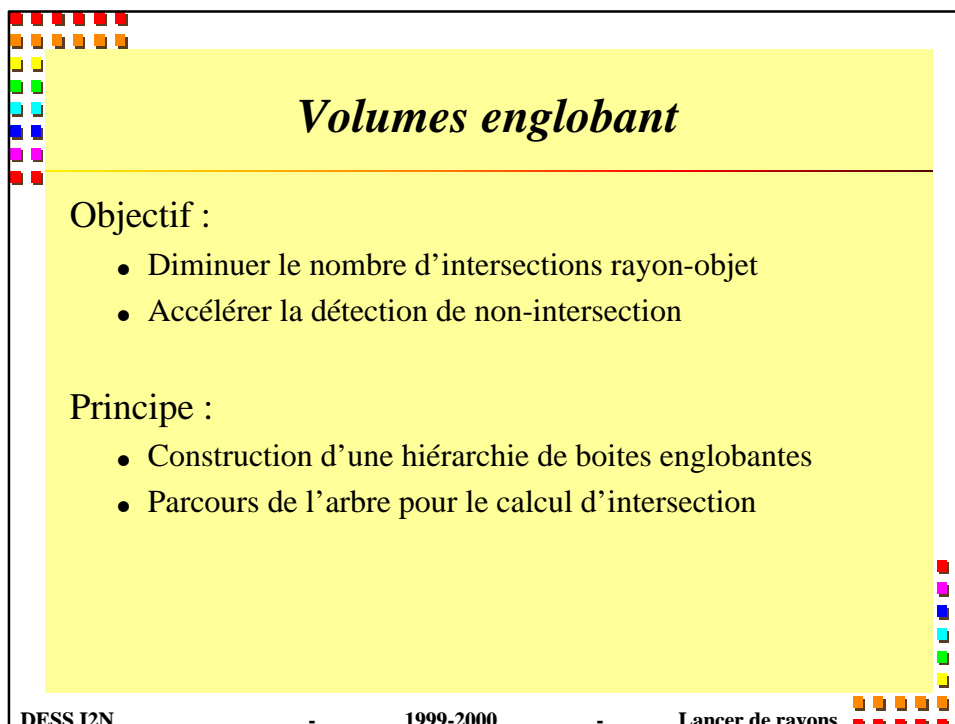 Volumes englobant
Objectif :
● Diminuer le nombre d’intersections rayon-objet
● Accélérer la détection de non-intersection
Principe :
● Construction d’une hiérarchie de boites englobantes
● Parcours de l’arbre pour le calcul d’intersection
DESS I2N - 1999-2000 - Lancer de rayons